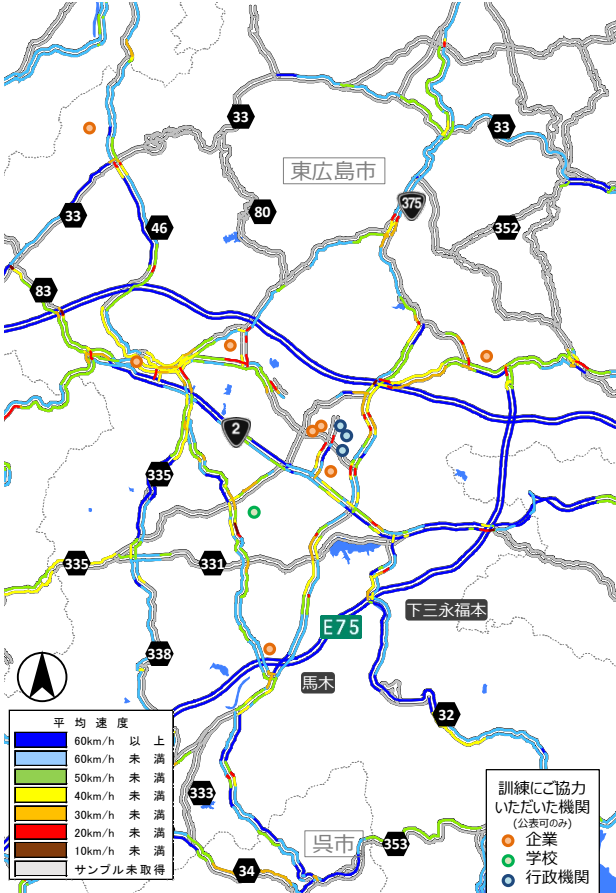 33
33
東広島市
375
33
80
46
352
83
2
335
335
331
下三永福本
E75
338
馬木
32
333
呉市
353
34
平均速度
60km/h 以上
60km/h 未満
50km/h 未満
40km/h 未満
30km/h 未満
20km/h 未満
10km/h 未満
サンプル未取得
訓練にご協力
いただいた機関
(公表可のみ)
企業
学校
行政機関